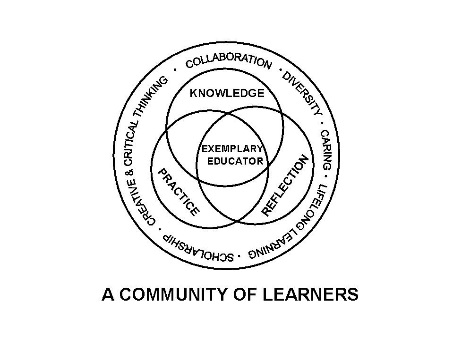 COLLABORATION · DIVERSITY · CARING · LIFELONG LEARNING · SCHOLARSHIP · CREATIVE & CRITICAL THINKING ·
KNOWLEDGE
EXEMPLARY
EDUCATOR
PRACTICE
REFLECTION
A COMMUNITY OF LEARNERS